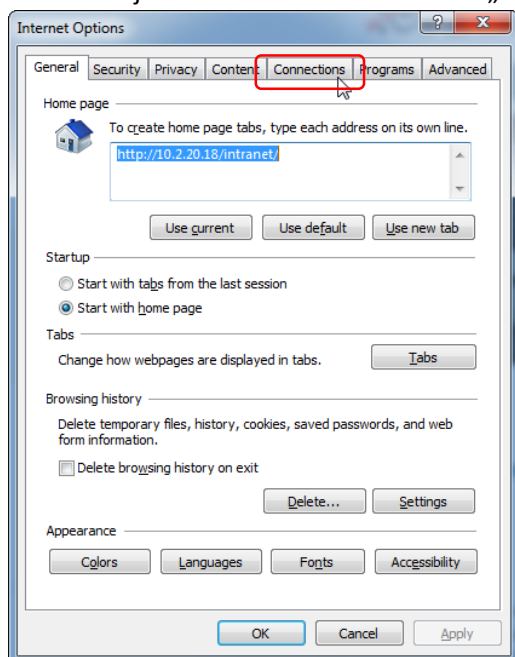 Internet Options
General Security Privacy Content Connections Programs Advanced
Home page
To create home page tabs, type each address on its own line.
http://10.2.20.18/intranet/
Use current Use default Use new tab
Startup
Start with tabs from the last session
Start with home page
Tabs
Change how webpages are displayed in tabs. Tabs
Browsing history
Delete temporary files, history, cookies, saved passwords, and web
form information.
Delete browsing history on exit
Delete... Settings
Appearance
Colors Languages Fonts Accessibility
OK Cancel Apply